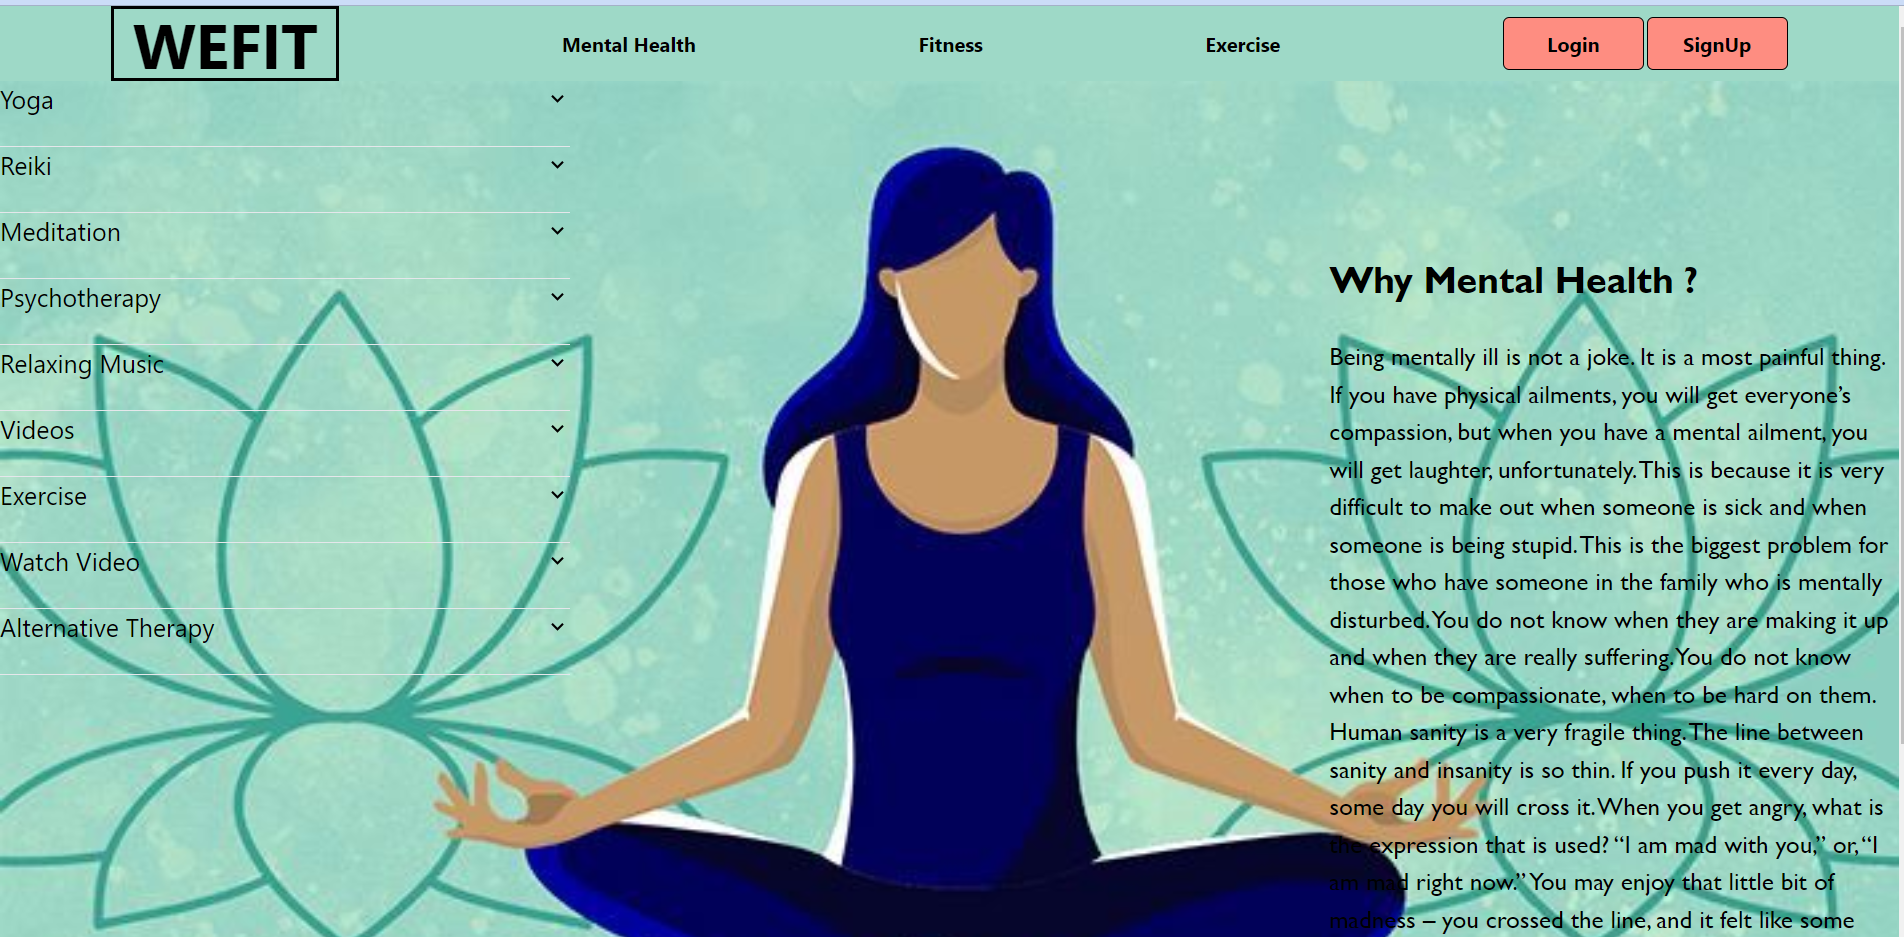 WEFIT
Mental Health
Fitness
Exercise
Login
SignUp
Yoga
Reiki
Meditation
Psychotherapy
Relaxing Music
Videos
Exercise
Watch Video
Alternative Therapy
Why Mental Health ?
Being mentally ill is not a joke. It is a most painful thing.
If you have physical ailments, you will get everyone’s
compassion, but when you have a mental ailment, you
will get laughter, unfortunately. This is because it is very
difficult to make out when someone is sick and when
someone is being stupid. This is the biggest problem for
those who have someone in the family who is mentally
disturbed. You do not know when they are making it up
and when they are really suffering. You do not know
when to be compassionate, when to be hard on them.
Human sanity is a very fragile thing. The line between
sanity and insanity is so thin. If you push it every day,
some day you will cross it. When you get angry, what is
the expression that is used? “I am mad with you,” or, “I
am mad right now.” You may enjoy that little bit of
madness – you crossed the line, and it felt like some